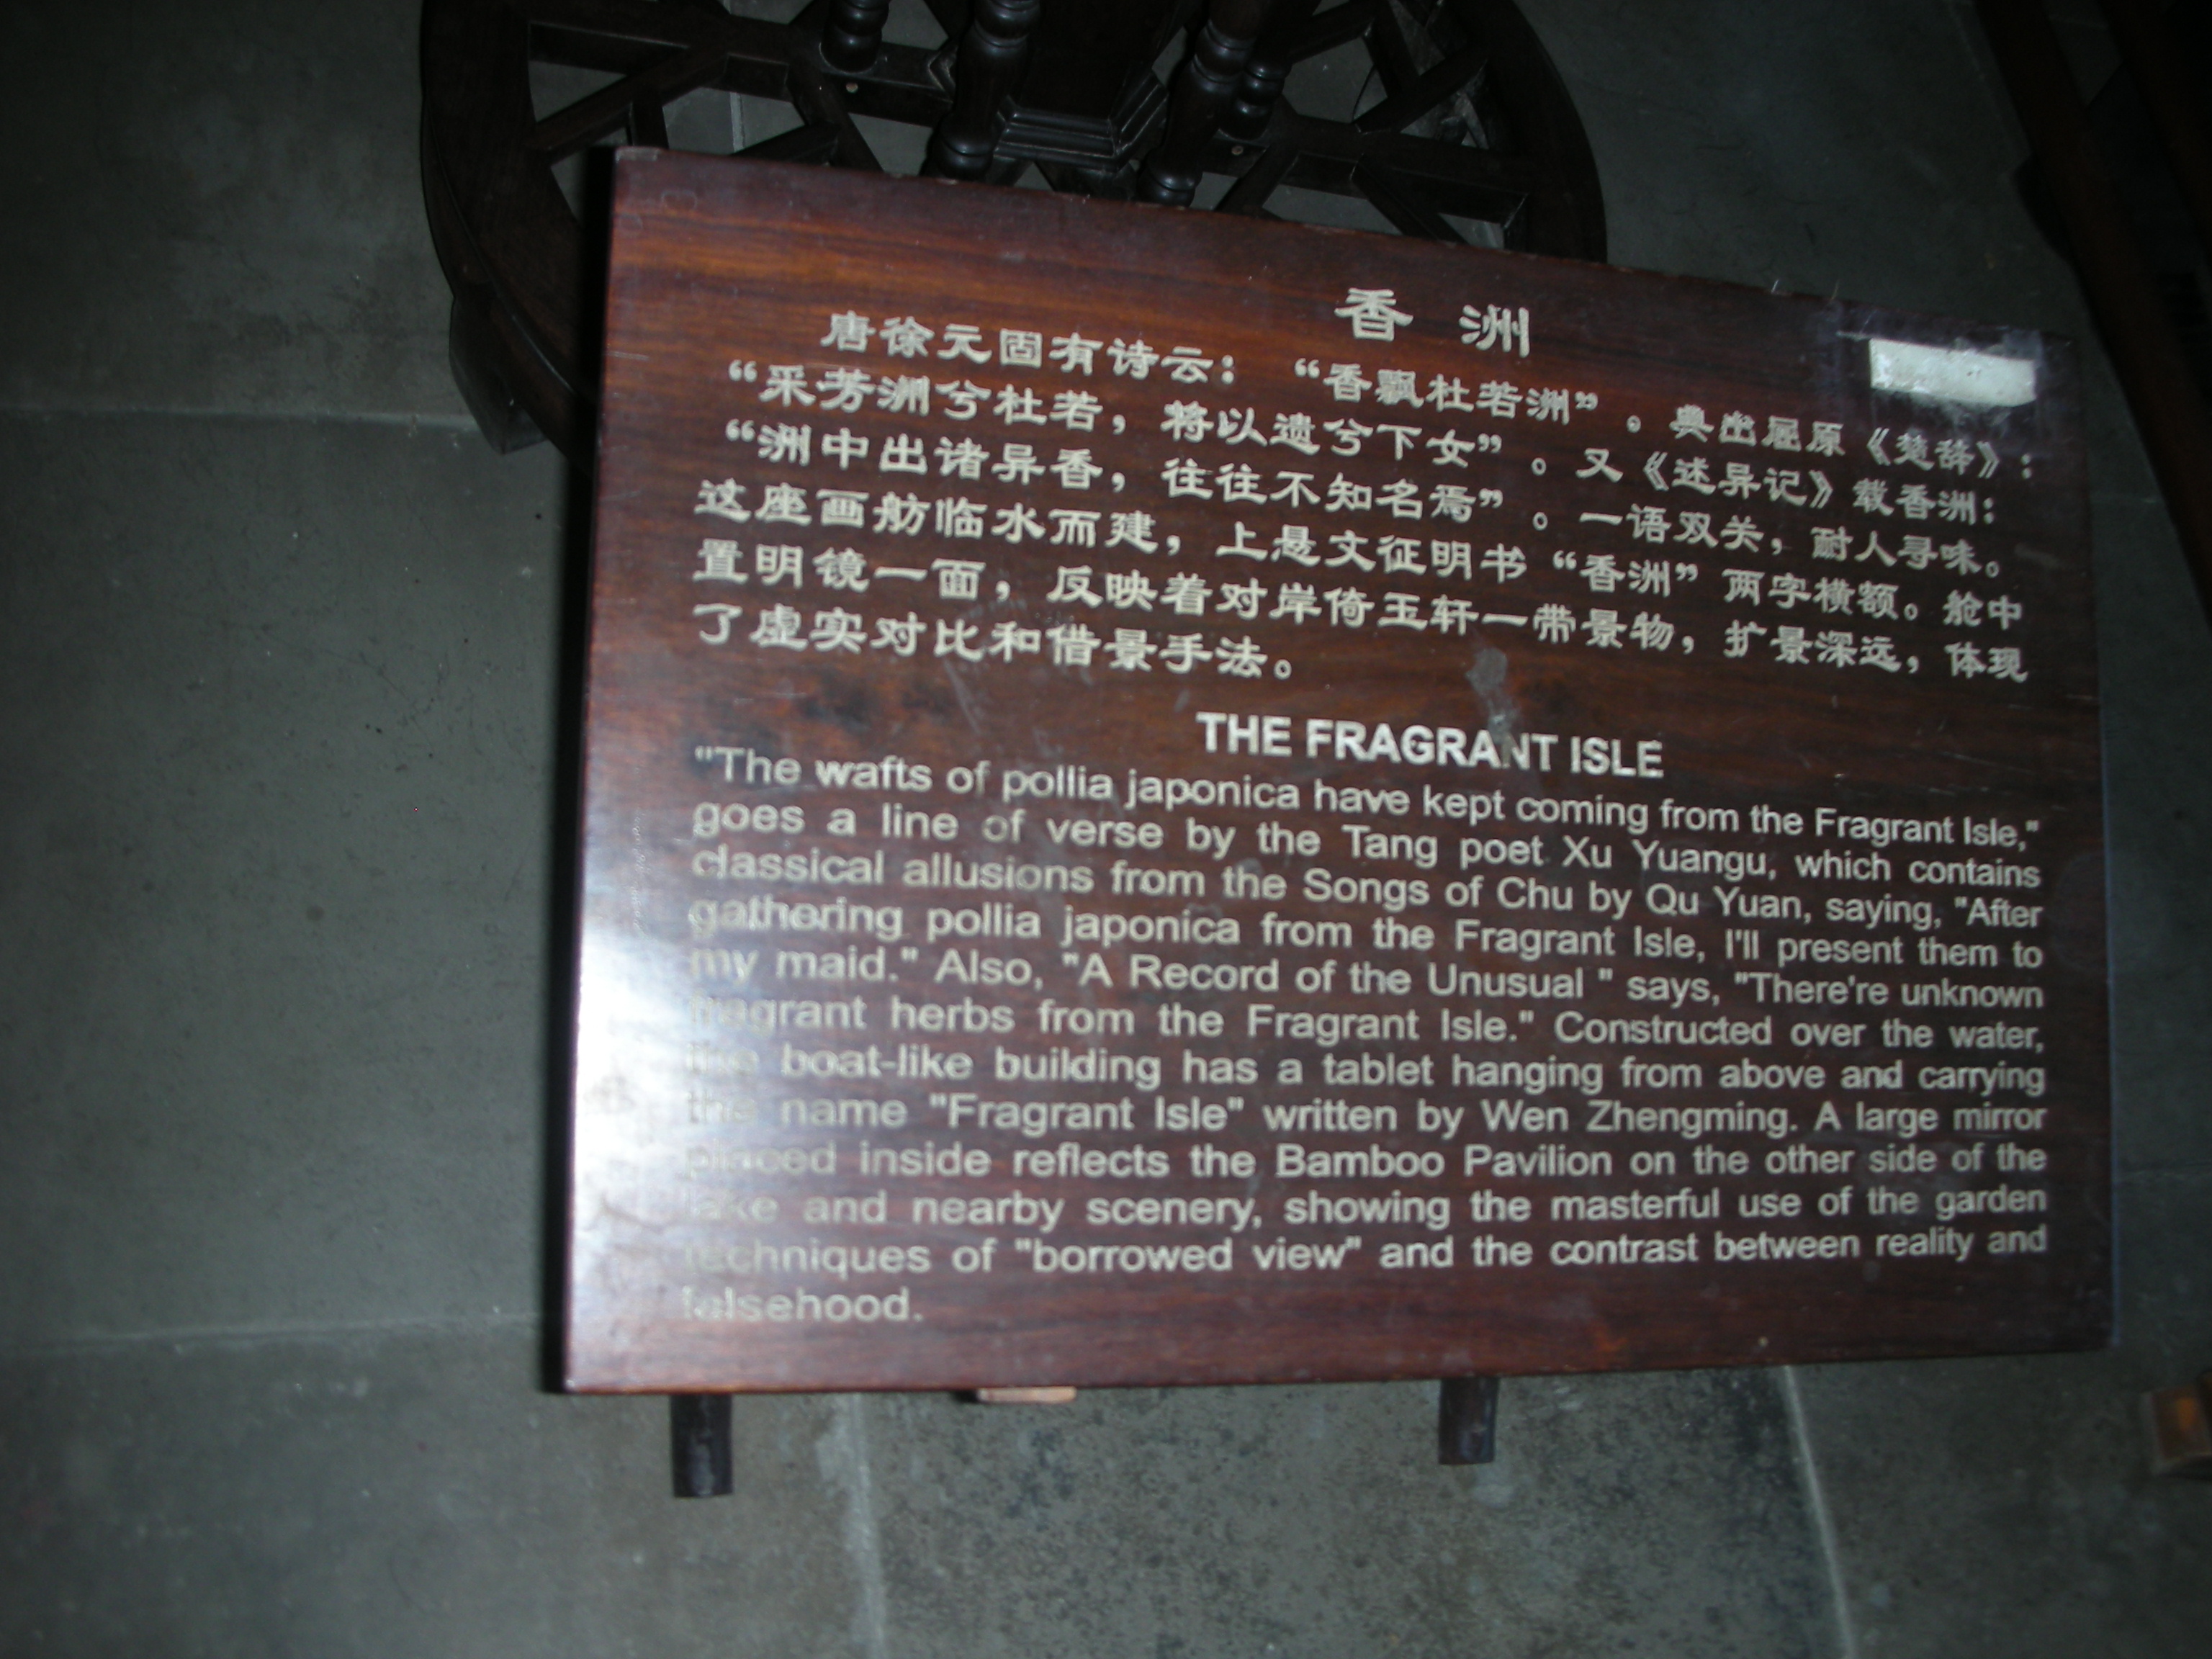 香 洲
唐徐元固有诗云：“香飘杜若洲”。典出屈原《楚辞》：
“采芳洲兮杜若，将以遗兮下女”。又《述异记》载香洲：
“洲中出诸异香，往往不知名焉”。一语双关，耐人寻味。
这座画舫临水而建，上悬文征明书“香洲”两字横额。舱中
置明镜一面，反映着对岸倚玉轩一带景物，扩景深远，体现
了虚实对比和借景手法。
THE FRAGRANT ISLE
"The wafts of pollia japonica have kept coming from the Fragrant Isle,"
goes a line of verse by the Tang poet Xu Yuangu, which contains
classical allusions from the Songs of Chu by Qu Yuan, saying, "After
gathering pollia japonica from the Fragrant Isle, I'll present them to
my maid." Also, "A Record of the Unusual " says, "There're unknown
fragrant herbs from the Fragrant Isle." Constructed over the water,
the boat-like building has a tablet hanging from above and carrying
the name "Fragrant Isle" written by Wen Zhengming. A large mirror
placed inside reflects the Bamboo Pavilion on the other side of the
lake and nearby scenery, showing the masterful use of the garden
techniques of "borrowed view" and the contrast between reality and
falsehood.